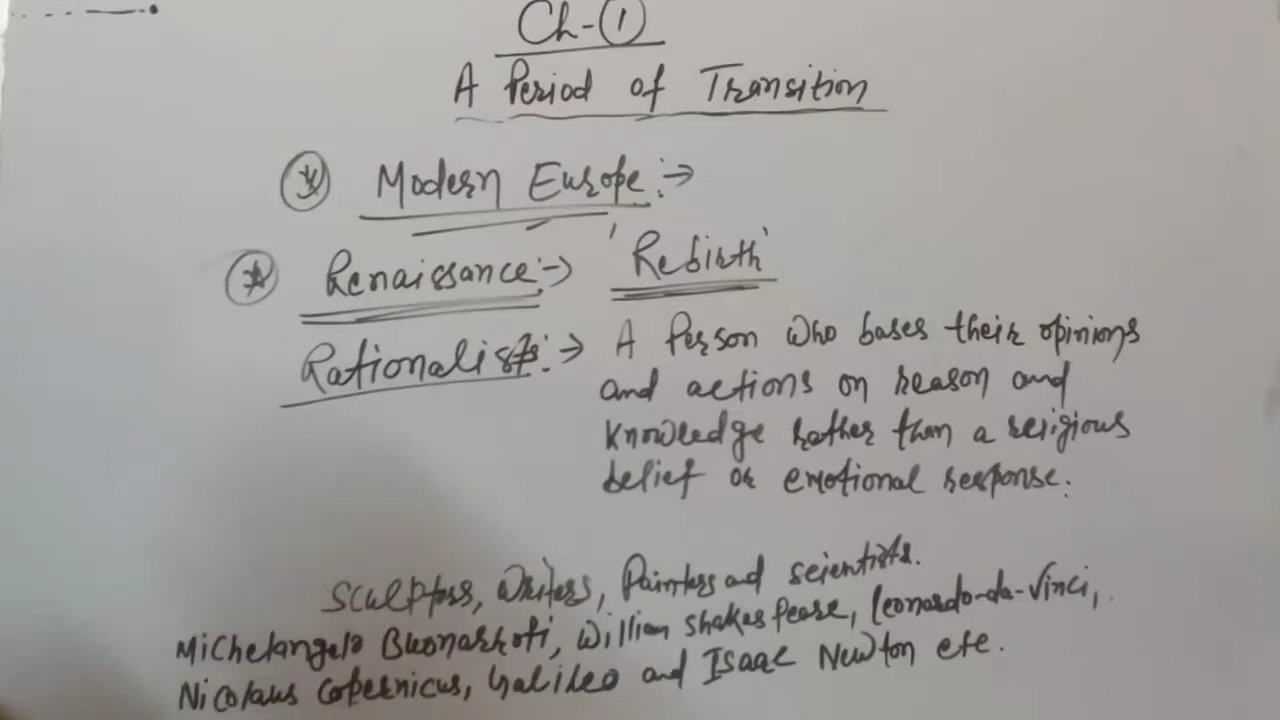 Ch-①
A Period of Transition
Modern Europe :→
Renaissance :→ 'Rebirth'
Rationalists :→ A Person who bases their opinions
and actions on reason and
knowledge rather than a religious
belief or emotional response.
Sculptors, Writers, Painters and scientists.
Michelangelo Buonarroti, William Shakespeare, Leonardo-da-Vinci,
Nicolaus Copernicus, Galileo and Isaac Newton etc.